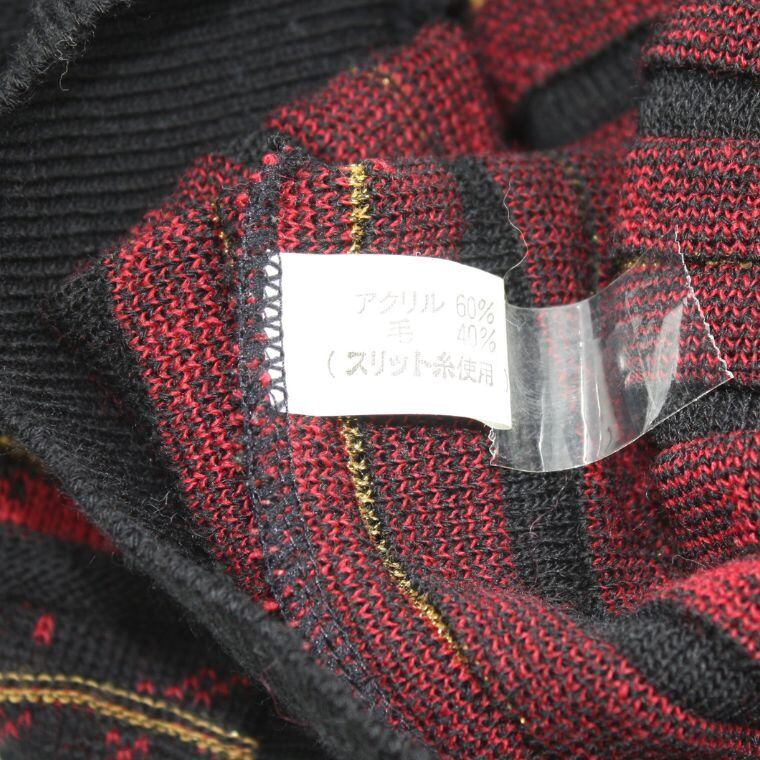 アクリル 60%
毛 40%
( スリット糸使用 )